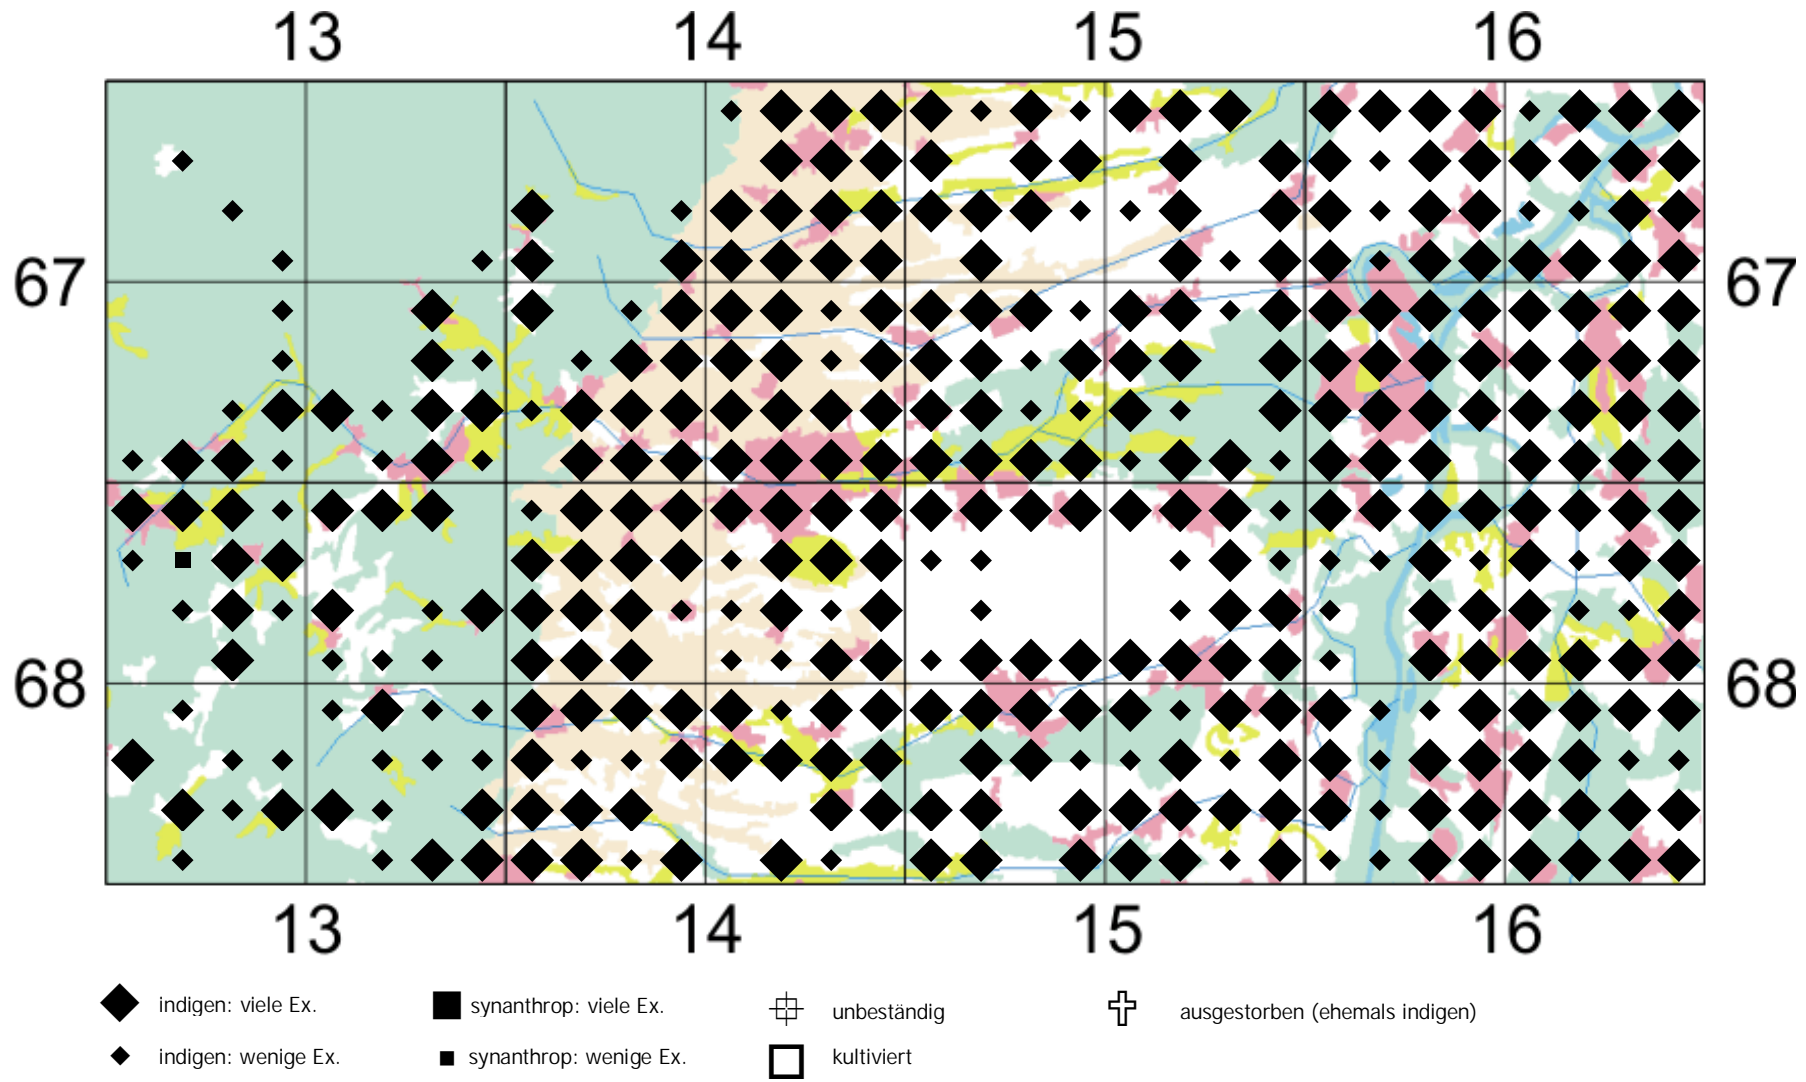 13 14 15 16
67 67
68 68
13 14 15 16
indigen: viele Ex. synanthrop: viele Ex. unbeständig ausgestorben (ehemals indigen)
indigen: wenige Ex. synanthrop: wenige Ex. kultiviert